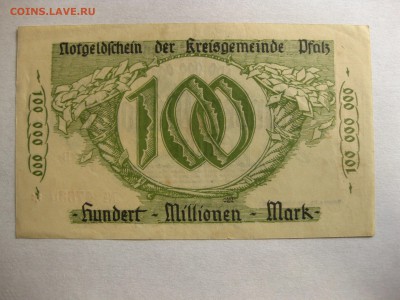 COINS.LAVE.RU
Notgeldschein der Kreisgemeinde Pfalz
100 000 000
100
100 000 000
- Hundert - Millionen - Mark -